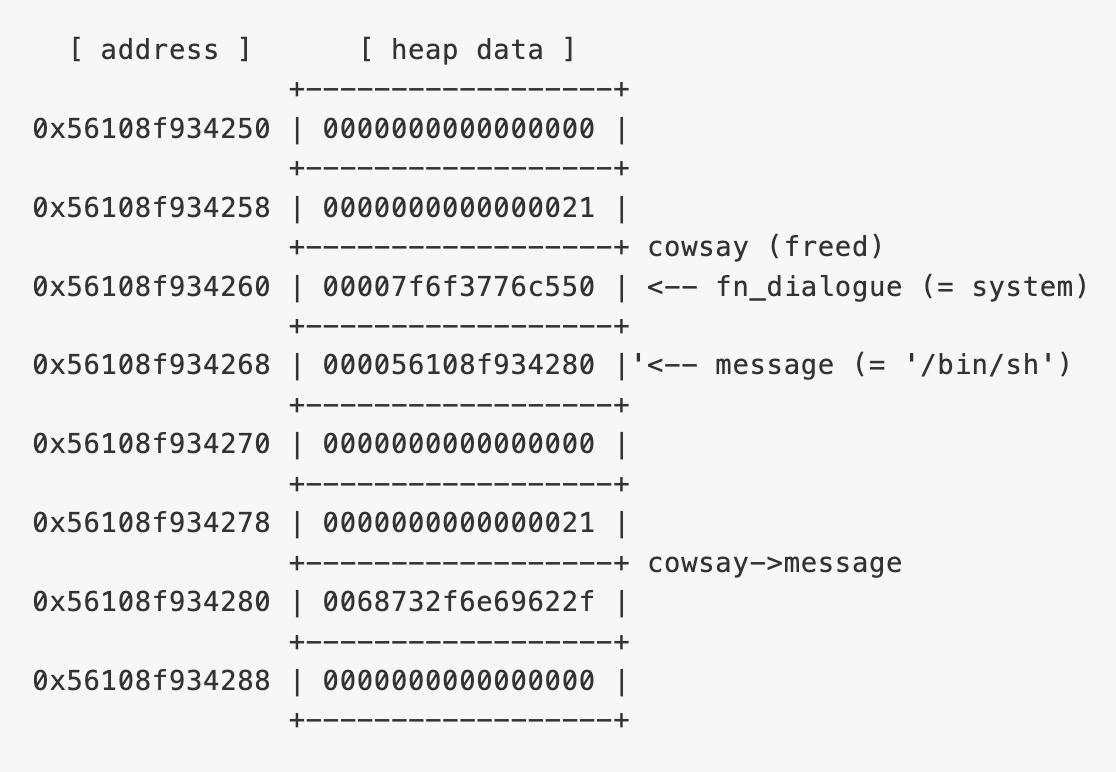 [ address ]      [ heap data ]
               +------------------+
0x56108f934250 | 0000000000000000 |
               +------------------+
0x56108f934258 | 0000000000000021 |
               +------------------+ cowsay (freed)
0x56108f934260 | 00007f6f3776c550 | <-- fn_dialogue (= system)
               +------------------+
0x56108f934268 | 000056108f934280 |'<-- message (= '/bin/sh')
               +------------------+
0x56108f934270 | 0000000000000000 |
               +------------------+
0x56108f934278 | 0000000000000021 |
               +------------------+ cowsay->message
0x56108f934280 | 0068732f6e69622f |
               +------------------+
0x56108f934288 | 0000000000000000 |
               +------------------+